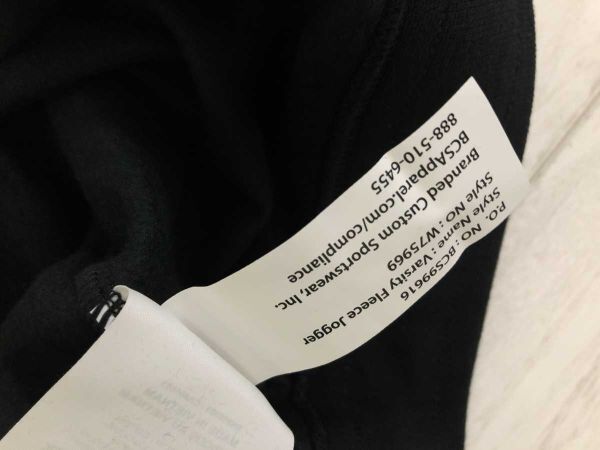 P.O. NO : BCS99616
Style Name : Varsity Fleece Jogger
Style NO : W75969
Branded Custom Sportswear, Inc.
BCSApparel.com/compliance
888-510-6455